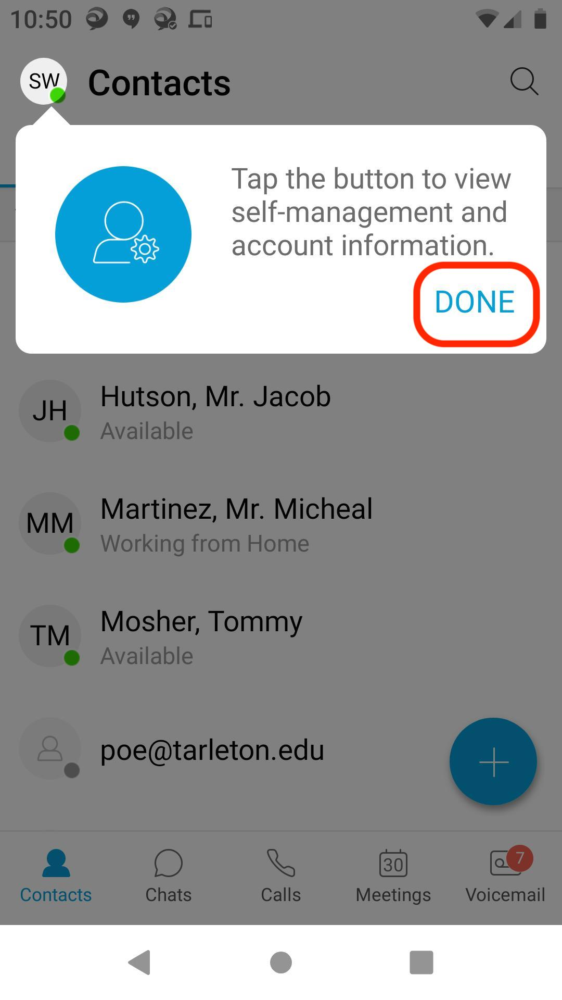 10:50
SW
Contacts
Tap the button to view
self-management and
account information.
DONE
JH
Hutson, Mr. Jacob
Available
MM
Martinez, Mr. Micheal
Working from Home
TM
Mosher, Tommy
Available
poe@tarleton.edu
30
7
Contacts
Chats
Calls
Meetings
Voicemail